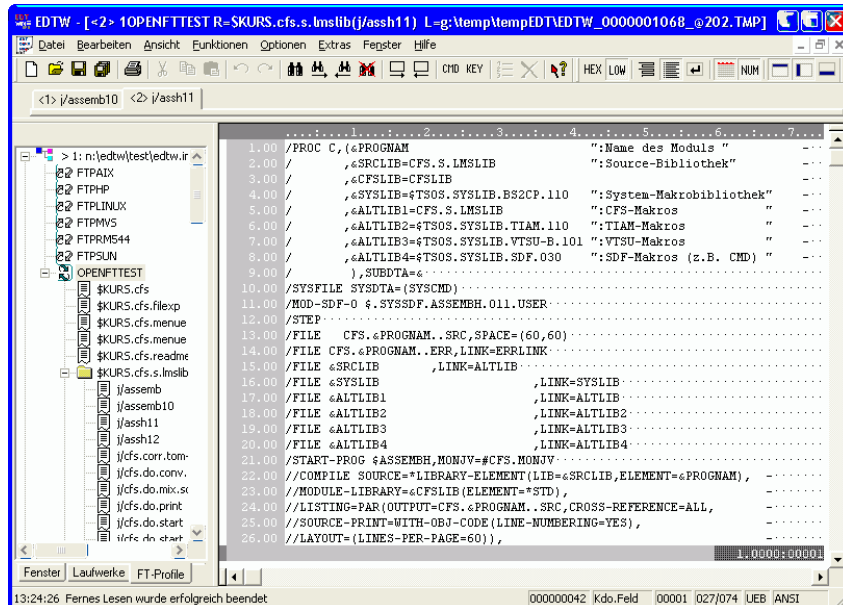 EDTW - [<2> 1OPENFTTEST R=$KURS.cfs.s.lmslib(j/assh11) L=g:\temp\tempEDT\EDTW_0000001068_@202.TMP]
Datei Bearbeiten Ansicht Funktionen Optionen Extras Fenster Hilfe
CMD KEY HEX LOW NUM
<1> j/assemb10 <2> j/assh11
....:....1....:....2....:....3....:....4....:....5....:....6....:....7..
> 1: n:\edtw\test\edtw.ir
FTPAIX
FTPHP
FTPLINUX
FTPMVS
FTPRM544
FTPSUN
OPENFTTEST
$KURS.cfs
$KURS.cfs.filexp
$KURS.cfs.menue
$KURS.cfs.menue
$KURS.cfs.readme
$KURS.cfs.s.lmslib
j/assemb
j/assemb10
j/assh11
j/assh12
j/cfs.corr.tom-
j/cfs.do.conv.
j/cfs.do.mix.sc
j/cfs.do.print
j/cfs.do.start
j/cfs.do.start
Fenster Laufwerke FT-Profile
1.00 /PROC C,(&PROGNAM ":Name des Moduls " -
2.00 / ,&SRCLIB=CFS.S.LMSLIB ":Source-Bibliothek" -
3.00 / ,&CFSLIB=CFSLIB -
4.00 / ,&SYSLIB=$TSOS.SYSLIB.BS2CP.110 ":System-Makrobibliothek" -
5.00 / ,&ALTLIB1=CFS.S.LMSLIB ":CFS-Makros " -
6.00 / ,&ALTLIB2=$TSOS.SYSLIB.TIAM.110 ":TIAM-Makros " -
7.00 / ,&ALTLIB3=$TSOS.SYSLIB.VTSU-B.101 ":VTSU-Makros " -
8.00 / ,&ALTLIB4=$TSOS.SYSLIB.SDF.030 ":SDF-Makros (z.B. CMD) " -
9.00 / ),SUBDTA=&
10.00 /SYSFILE SYSDTA=(SYSCMD)
11.00 /MOD-SDF-O $.SYSSDF.ASSEMBH.011.USER
12.00 /STEP
13.00 /FILE CFS.&PROGNAM..SRC,SPACE=(60,60)
14.00 /FILE CFS.&PROGNAM..ERR,LINK=ERRLINK
15.00 /FILE &SRCLIB ,LINK=ALTLIB
16.00 /FILE &SYSLIB ,LINK=SYSLIB
17.00 /FILE &ALTLIB1 ,LINK=ALTLIB
18.00 /FILE &ALTLIB2 ,LINK=ALTLIB2
19.00 /FILE &ALTLIB3 ,LINK=ALTLIB3
20.00 /FILE &ALTLIB4 ,LINK=ALTLIB4
21.00 /START-PROG $ASSEMBH,MONJV=#CFS.MONJV
22.00 //COMPILE SOURCE=*LIBRARY-ELEMENT(LIB=&SRCLIB,ELEMENT=&PROGNAM), -
23.00 //MODULE-LIBRARY=&CFSLIB(ELEMENT=*STD), -
24.00 //LISTING=PAR(OUTPUT=CFS.&PROGNAM..SRC,CROSS-REFERENCE=ALL, -
25.00 //SOURCE-PRINT=WITH-OBJ-CODE(LINE-NUMBERING=YES), -
26.00 //LAYOUT=(LINES-PER-PAGE=60)), -
1.0000:00001
13:24:26 Fernes Lesen wurde erfolgreich beendet 000000042 Kdo.Feld 00001 027/074 UEB ANSI